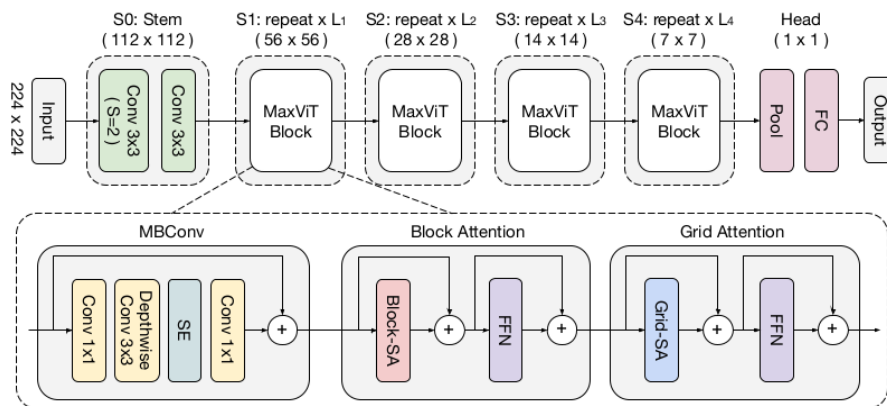 S0: Stem
( 112 x 112 )
S1: repeat x L₁
( 56 x 56 )
S2: repeat x L₂
( 28 x 28 )
S3: repeat x L₃
( 14 x 14 )
S4: repeat x L₄
( 7 x 7 )
Head
( 1 x 1 )
224 x 224
Input
Conv 3x3
( S=2 )
Conv 3x3
MaxViT
Block
MaxViT
Block
MaxViT
Block
MaxViT
Block
Pool
FC
Output
MBConv
Block Attention
Grid Attention
Conv 1x1
Depthwise
Conv 3x3
SE
Conv 1x1
+
Block-SA
+
FFN
+
Grid-SA
+
FFN
+